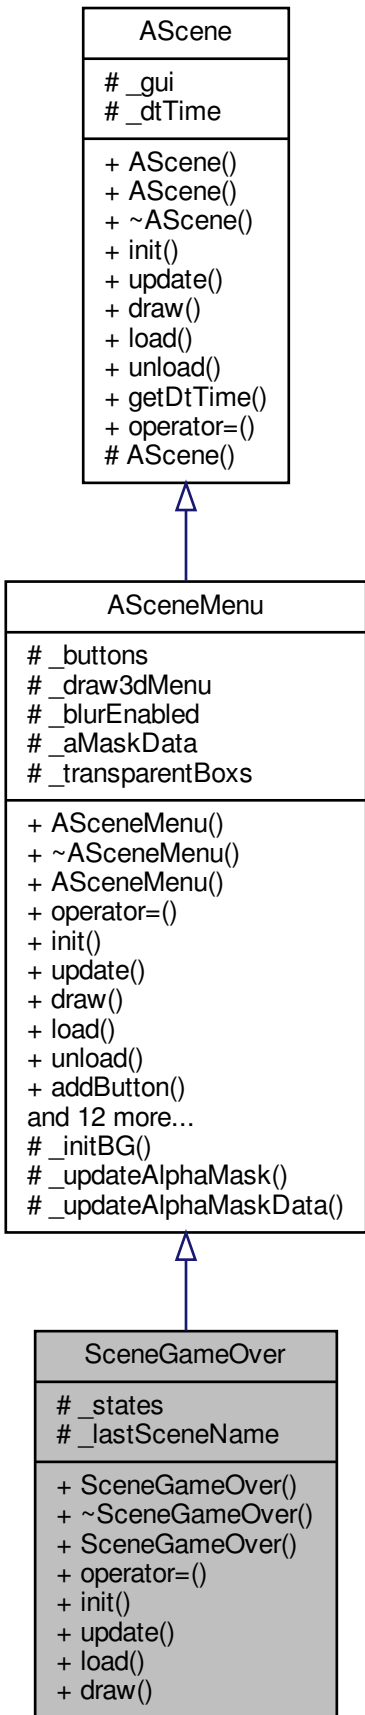 AScene
# _gui
# _dtTime
+ AScene()
+ AScene()
+ ~AScene()
+ init()
+ update()
+ draw()
+ load()
+ unload()
+ getDtTime()
+ operator=()
# AScene()
ASceneMenu
# _buttons
# _draw3dMenu
# _blurEnabled
# _aMaskData
# _transparentBoxs
+ ASceneMenu()
+ ~ASceneMenu()
+ ASceneMenu()
+ operator=()
+ init()
+ update()
+ draw()
+ load()
+ unload()
+ addButton()
and 12 more...
# _initBG()
# _updateAlphaMask()
# _updateAlphaMaskData()
SceneGameOver
# _states
# _lastSceneName
+ SceneGameOver()
+ ~SceneGameOver()
+ SceneGameOver()
+ operator=()
+ init()
+ update()
+ load()
+ draw()